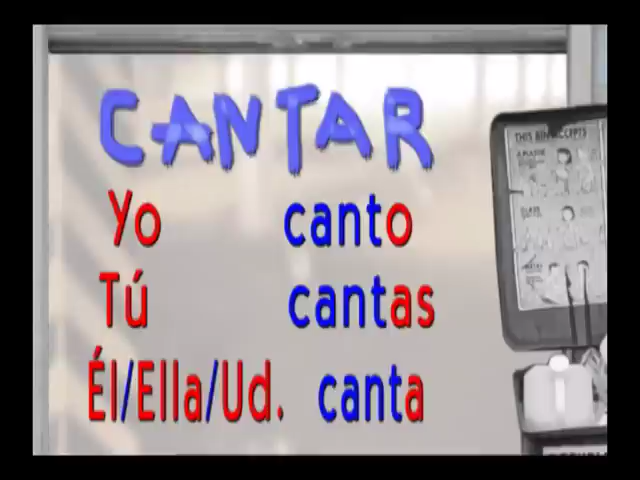 CANTAR
Yo canto
Tú cantas
Él/Ella/Ud. canta
THIS BIN ACCEPTS